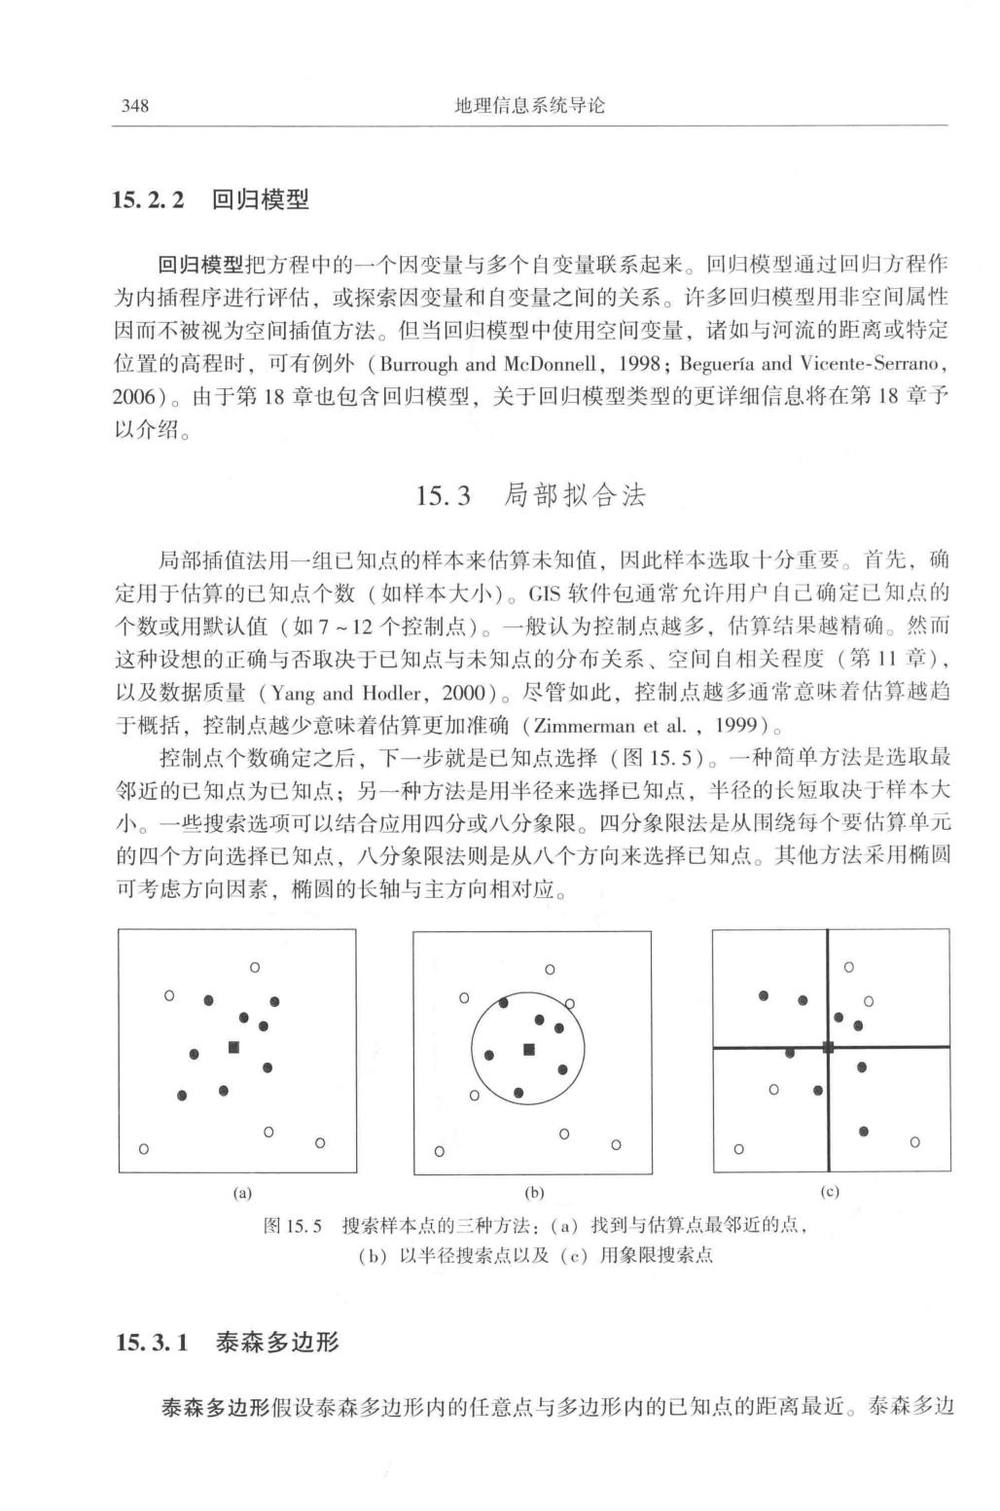 348
地理信息系统导论
15.2.2 回归模型
回归模型把方程中的一个因变量与多个自变量联系起来。回归模型通过回归方程作
为内插程序进行评估，或探索因变量和自变量之间的关系。许多回归模型用非空间属性
因而不被视为空间插值方法。但当回归模型中使用空间变量，诸如与河流的距离或特定
位置的高程时，可有例外（Burrough and McDonnell，1998；Beguería and Vicente-Serrano，
2006）。由于第 18 章也包含回归模型，关于回归模型类型的更详细信息将在第 18 章予
以介绍。
15.3 局部拟合法
局部插值法用一组已知点的样本来估算未知值，因此样本选取十分重要。首先，确
定用于估算的已知点个数（如样本大小）。GIS 软件包通常允许用户自己确定已知点的
个数或用默认值（如 7 ~ 12 个控制点）。一般认为控制点越多，估算结果越精确。然而
这种设想的正确与否取决于已知点与未知点的分布关系、空间自相关程度（第 11 章），
以及数据质量（Yang and Hodler，2000）。尽管如此，控制点越多通常意味着估算越趋
于概括，控制点越少意味着估算更加准确（Zimmerman et al.，1999）。
控制点个数确定之后，下一步就是已知点选择（图 15.5）。一种简单方法是选取最
邻近的已知点为已知点；另一种方法是用半径来选择已知点，半径的长短取决于样本大
小。一些搜索选项可以结合应用四分或八分象限。四分象限法是从围绕每个要估算单元
的四个方向选择已知点，八分象限法则是从八个方向来选择已知点。其他方法采用椭圆
可考虑方向因素，椭圆的长轴与主方向相对应。
(a)
(b)
(c)
图 15.5 搜索样本点的三种方法：（a）找到与估算点最邻近的点，
（b）以半径搜索点以及（c）用象限搜索点
15.3.1 泰森多边形
泰森多边形假设泰森多边形内的任意点与多边形内的已知点的距离最近。泰森多边